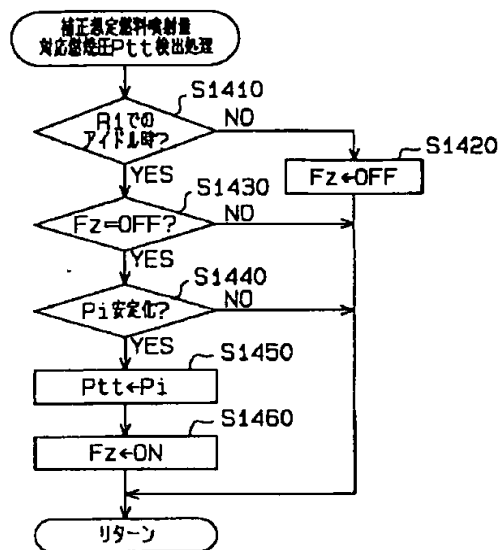 補正想定燃料噴射量
対応燃焼圧Ptt検出処理
S1410
R1での
アイドル時?
NO
YES
S1420
Fz←OFF
S1430
Fz=OFF?
NO
YES
S1440
Pi安定化?
NO
YES
S1450
Ptt←Pi
S1460
Fz←ON
リターン